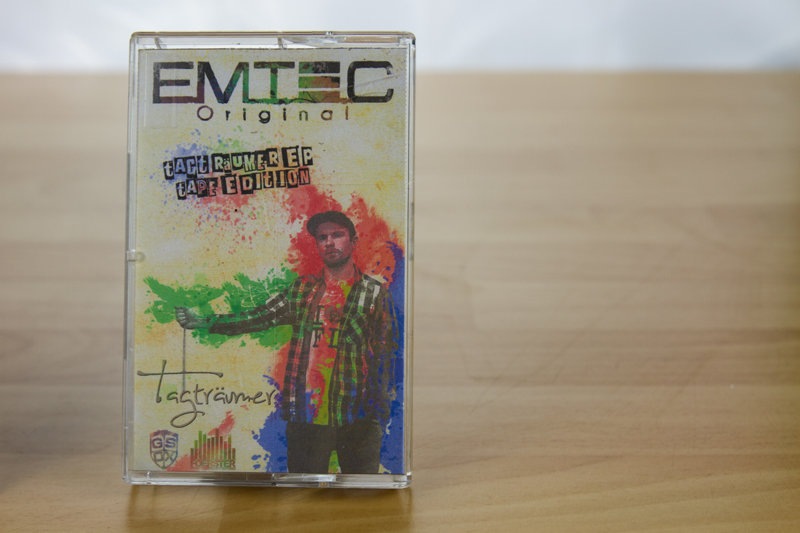 EMTEC
Original
tAGTRäUMER EP
tAPE EDITION
Tagträumer